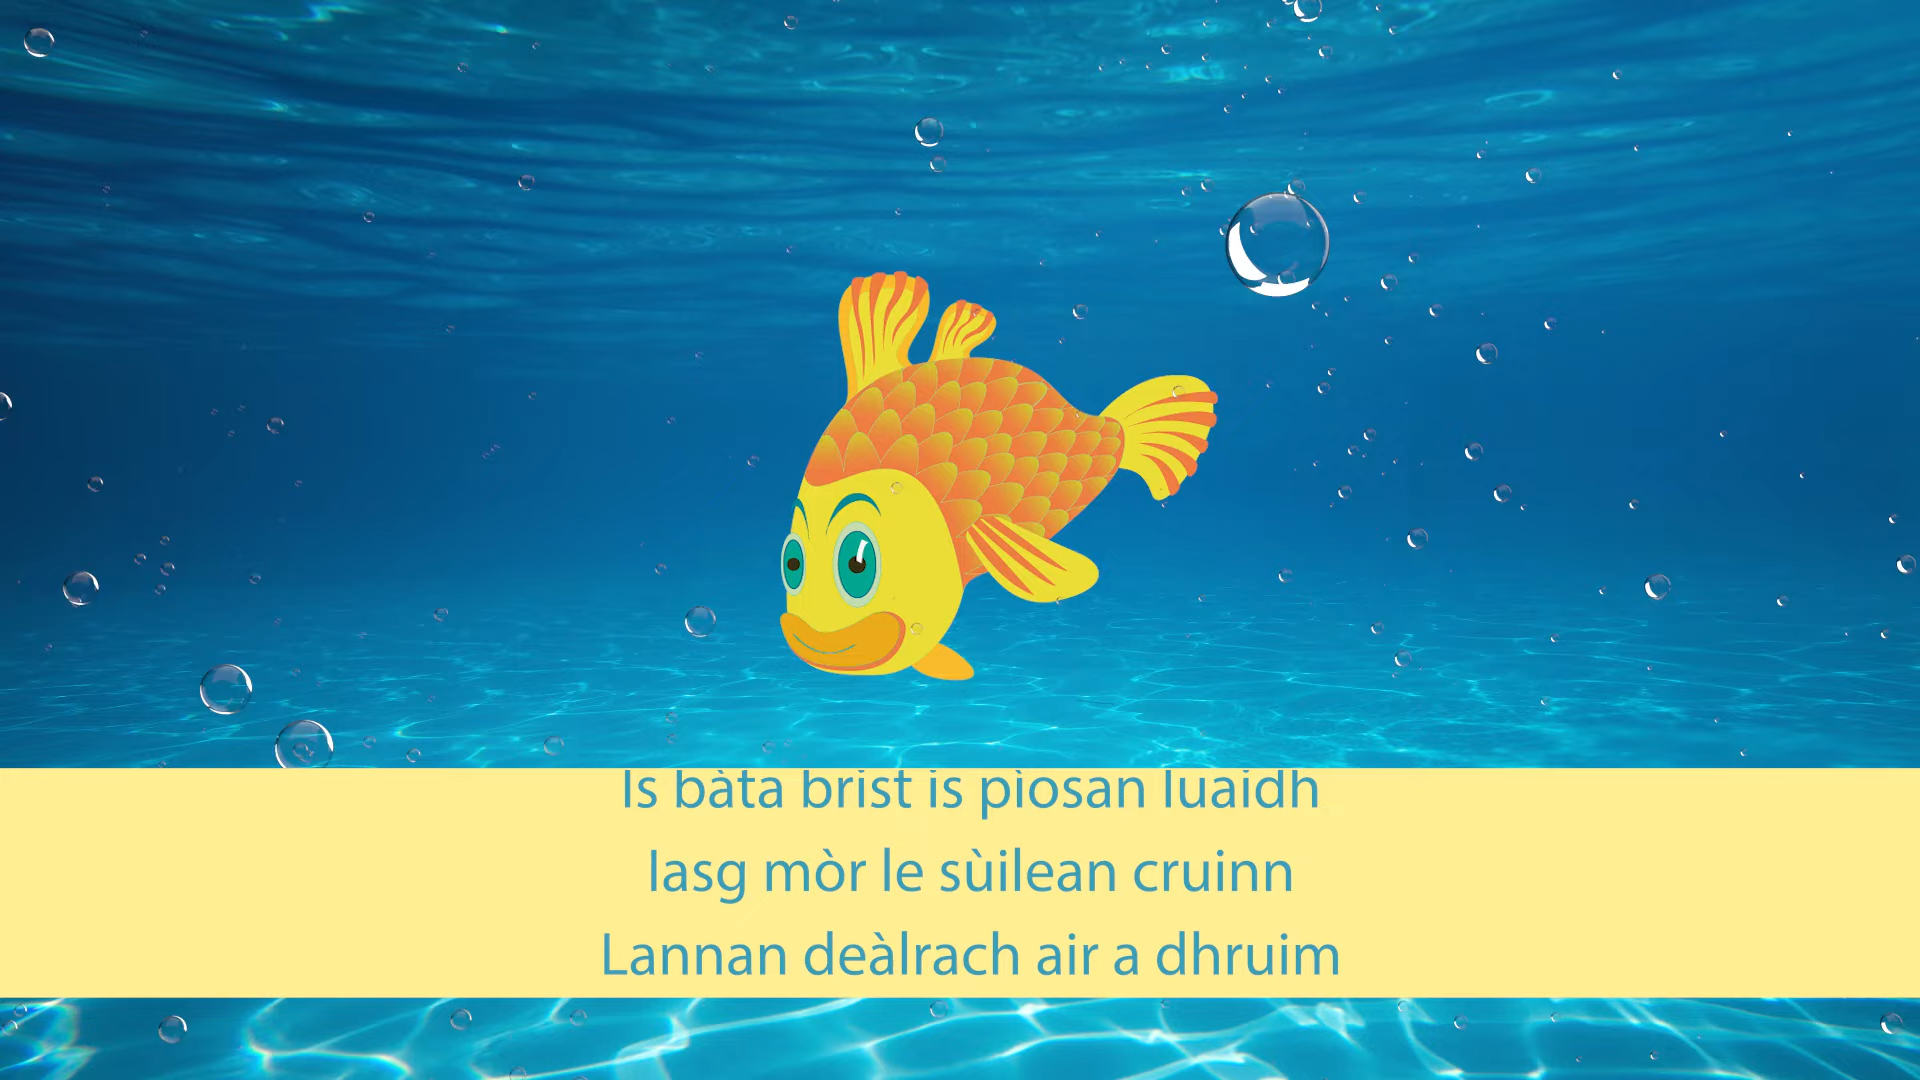 Is bàta brist is pìosan luaidh
Iasg mòr le sùilean cruinn
Lannan deàlrach air a dhruim